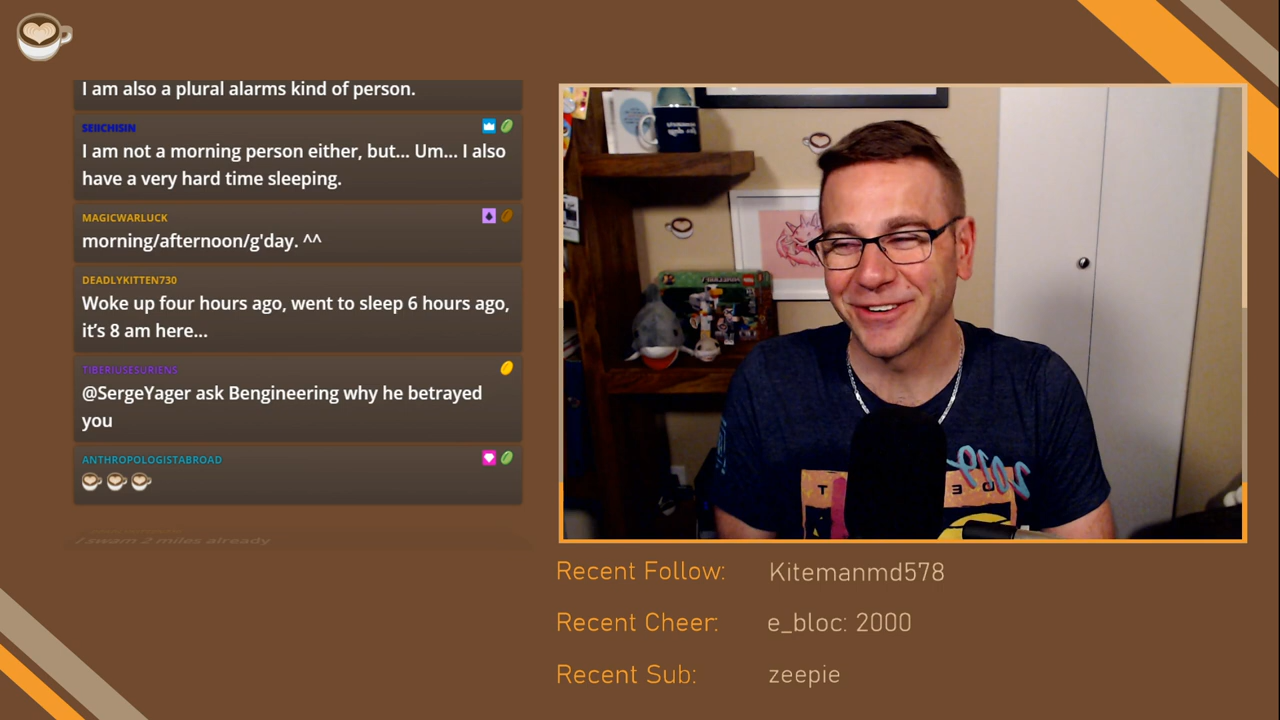 I am also a plural alarms kind of person.
SEIICHISIN
I am not a morning person either, but... Um... I also
have a very hard time sleeping.
MAGICWARLUCK
morning/afternoon/g'day. ^^
DEADLYKITTEN730
Woke up four hours ago, went to sleep 6 hours ago,
it's 8 am here...
TIBERIUSESURIENS
@SergeYager ask Bengineering why he betrayed
you
ANTHROPOLOGISTABROAD
I swam 2 miles already
Recent Follow: Kitemanmd578
Recent Cheer: e_bloc: 2000
Recent Sub: zeepie